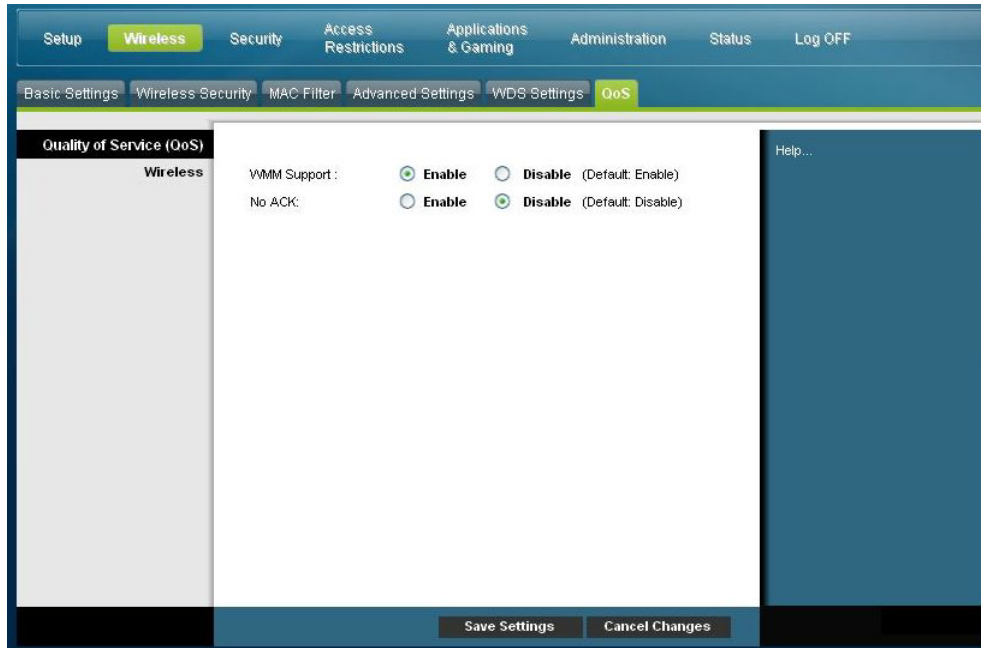 Setup Wireless Security Access Restrictions Applications & Gaming Administration Status Log OFF
Basic Settings Wireless Security MAC Filter Advanced Settings WDS Settings QoS
Quality of Service (QoS)
Help...
Wireless
WMM Support : Enable Disable (Default: Enable)
No ACK: Enable Disable (Default: Disable)
Save Settings Cancel Changes